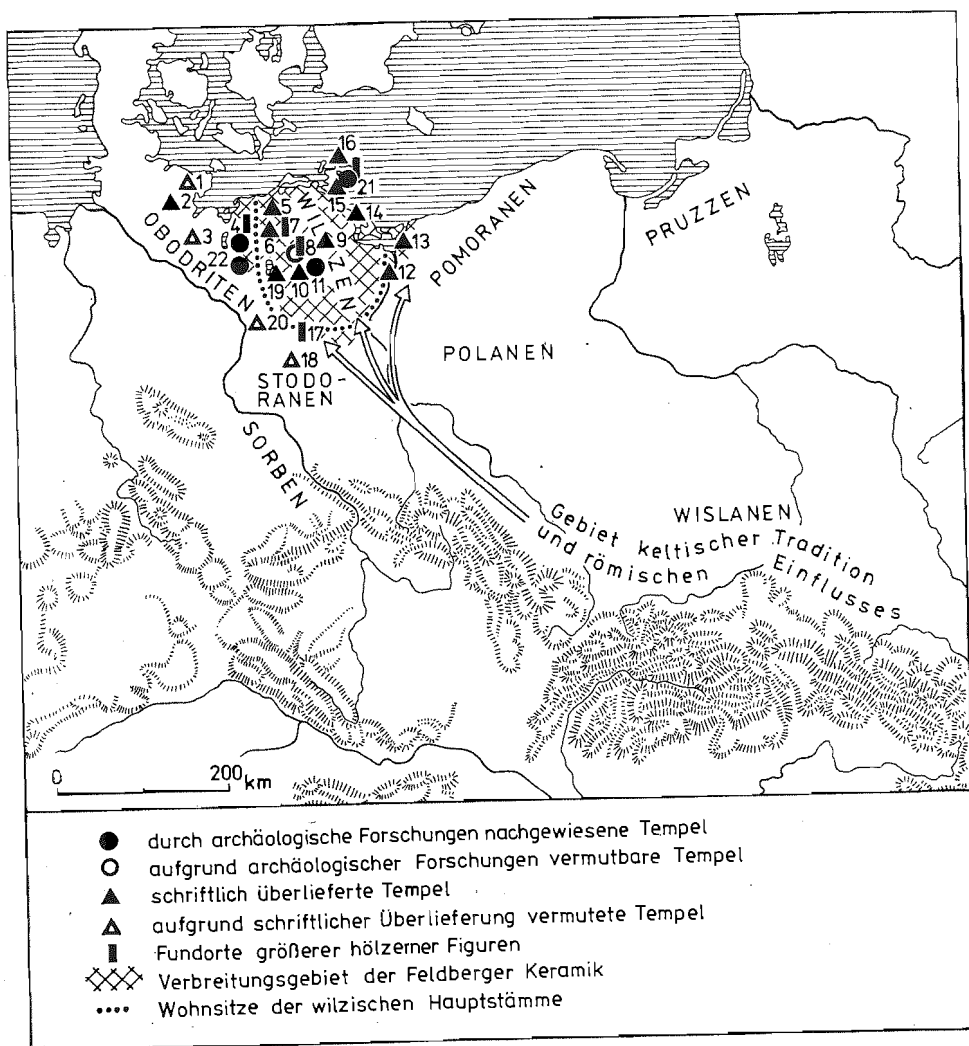 16
1
21
2
15
5
14
4
7
3
6
8
9
13
22
12
19
10
11
20
17
18
WILZEN
OBODRITEN
POMORANEN
PRUZZEN
POLANEN
STODO-
RANEN
SORBEN
WISLANEN
Gebiet keltischer Tradition
und römischen Einflusses
0 200 km
durch archäologische Forschungen nachgewiesene Tempel
aufgrund archäologischer Forschungen vermutbare Tempel
schriftlich überlieferte Tempel
aufgrund schriftlicher Überlieferung vermutete Tempel
Fundorte größerer hölzerner Figuren
Verbreitungsgebiet der Feldberger Keramik
Wohnsitze der wilzischen Hauptstämme